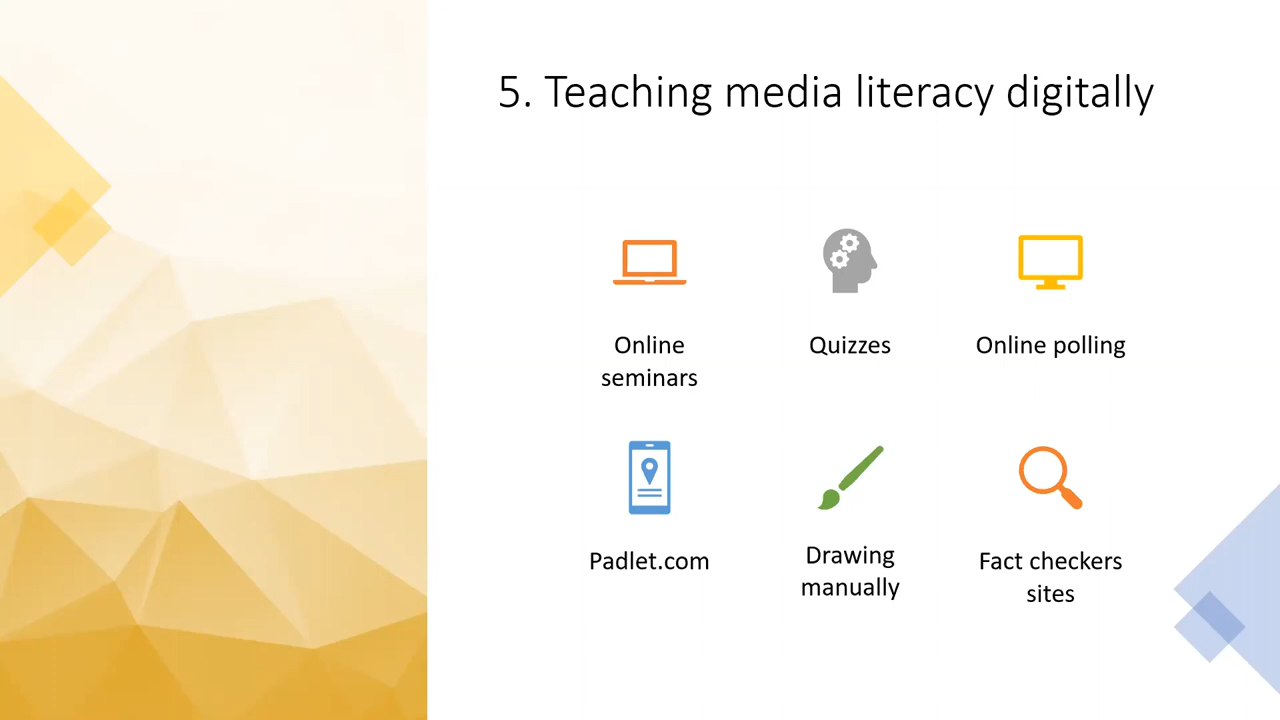 5. Teaching media literacy digitally
Online
seminars
Quizzes
Online polling
Padlet.com
Drawing
manually
Fact checkers
sites